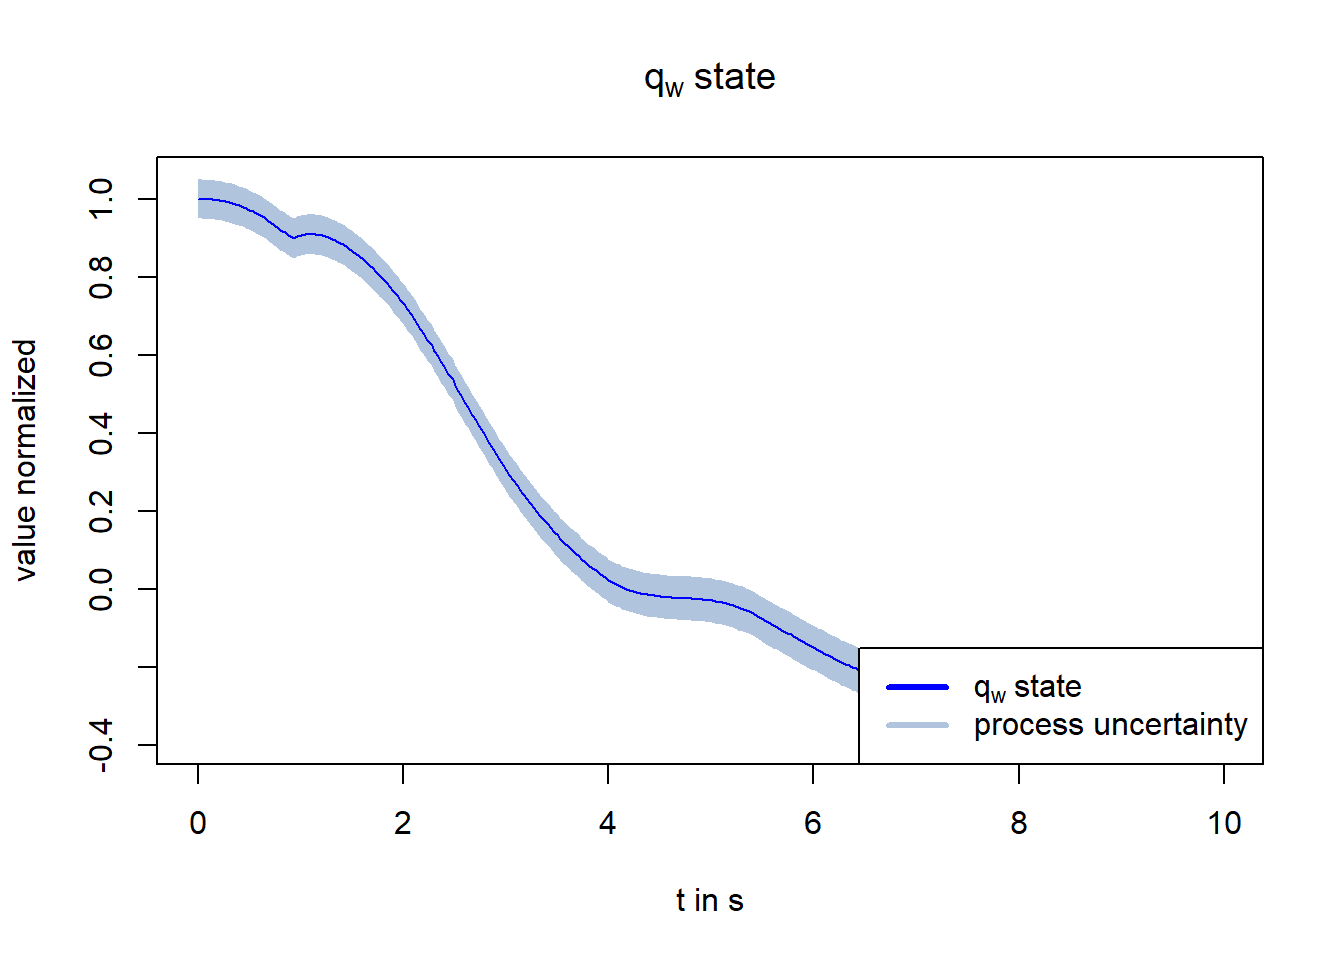 q_w state
value normalized
1.0
0.8
0.6
0.4
0.2
0.0
-0.4
q_w state
process uncertainty
0 2 4 6 8 10
t in s